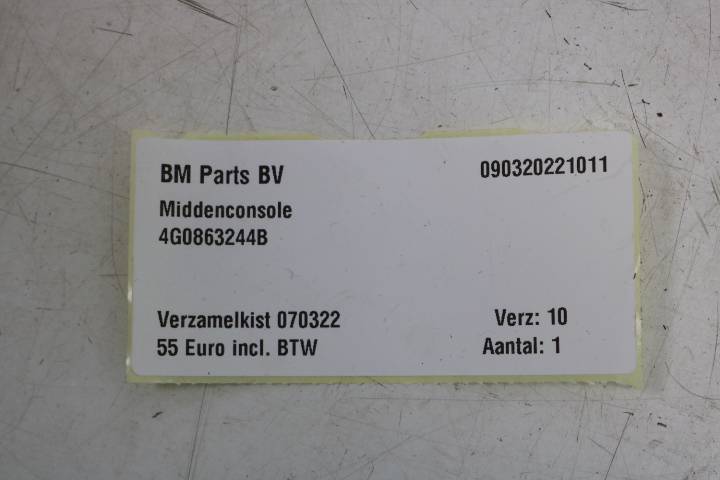 BM Parts BV 090320221011
Middenconsole
4G0863244B
Verzamelkist 070322 Verz: 10
55 Euro incl. BTW Aantal: 1